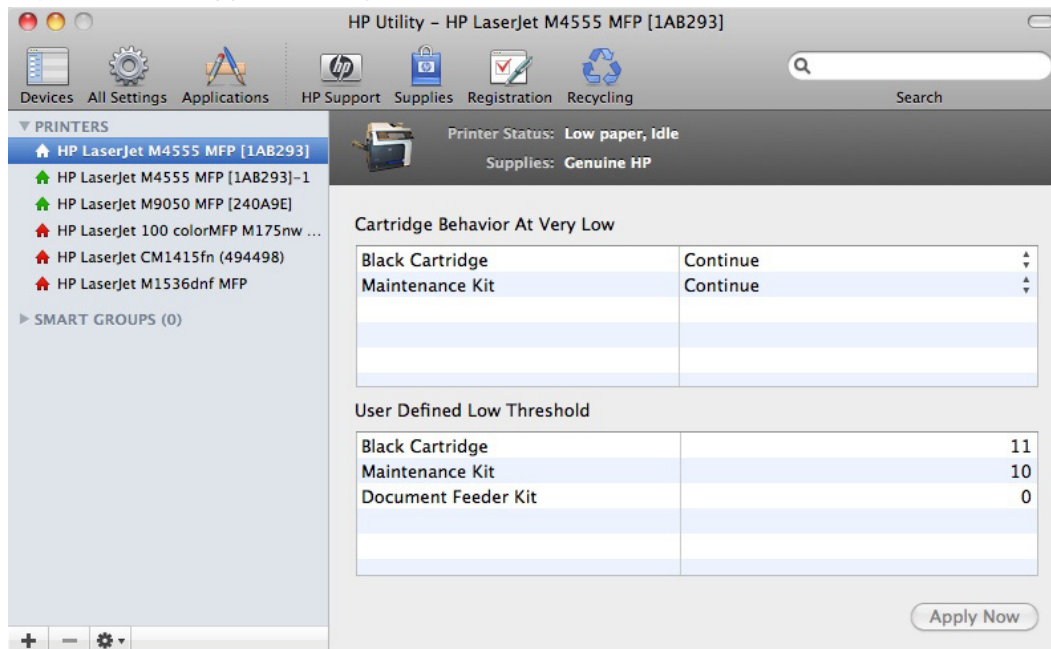 HP Utility – HP LaserJet M4555 MFP [1AB293]
Devices All Settings Applications HP Support Supplies Registration Recycling Search
PRINTERS
HP LaserJet M4555 MFP [1AB293]
HP LaserJet M4555 MFP [1AB293]-1
HP LaserJet M9050 MFP [240A9E]
HP LaserJet 100 colorMFP M175nw ...
HP LaserJet CM1415fn (494498)
HP LaserJet M1536dnf MFP
SMART GROUPS (0)
Printer Status: Low paper, Idle
Supplies: Genuine HP
Cartridge Behavior At Very Low
Black Cartridge Continue
Maintenance Kit Continue
User Defined Low Threshold
Black Cartridge 11
Maintenance Kit 10
Document Feeder Kit 0
Apply Now